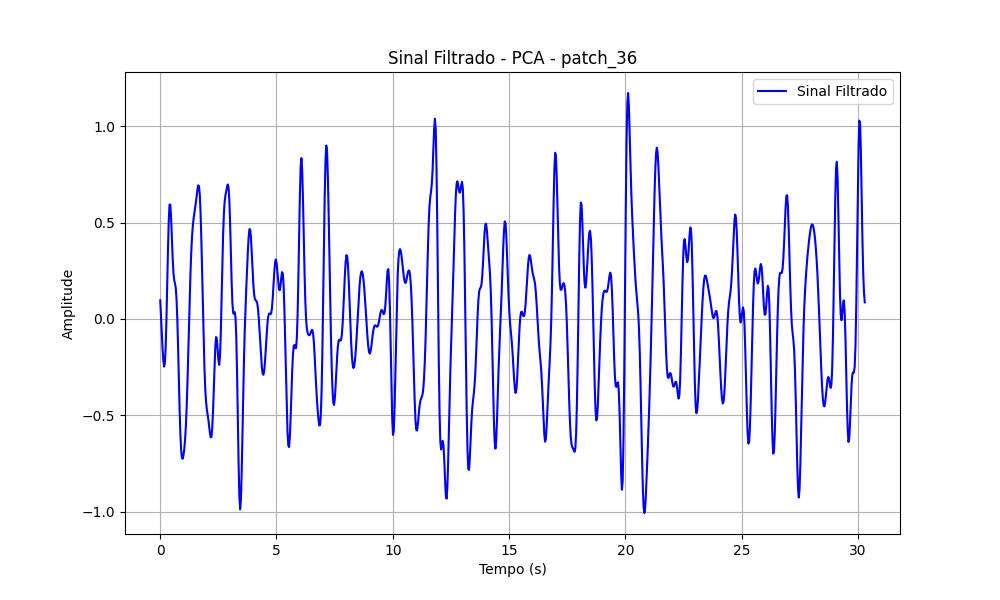 Sinal Filtrado - PCA - patch_36
Sinal Filtrado
Amplitude
1.0
0.5
0.0
−0.5
−1.0
0 5 10 15 20 25 30
Tempo (s)